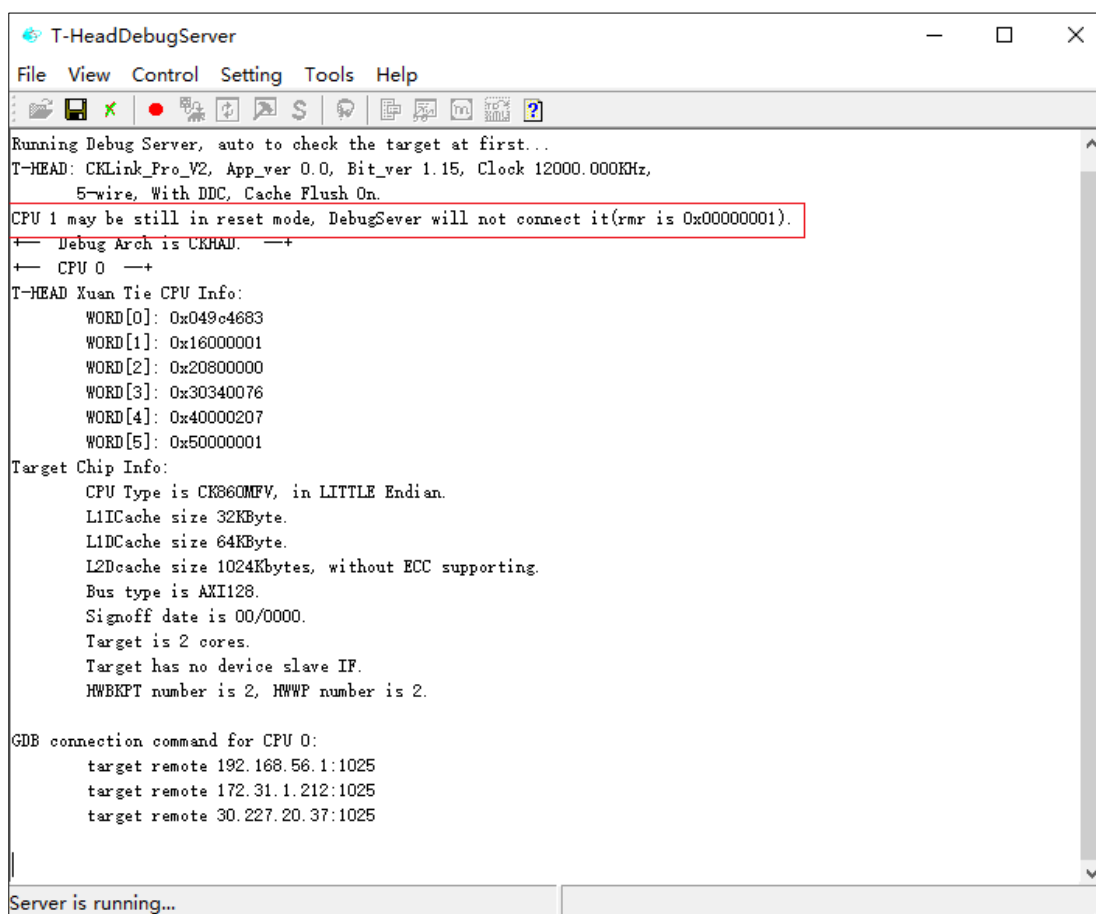 T-HeadDebugServer
File View Control Setting Tools Help
Running Debug Server, auto to check the target at first...
T-HEAD: CKLink_Pro_V2, App_ver 0.0, Bit_ver 1.15, Clock 12000.000KHz,
5-wire, With DDC, Cache Flush On.
CPU 1 may be still in reset mode, DebugSever will not connect it(rmr is 0x00000001).
+-- Debug Arch is CKHAD. --+
+-- CPU 0 --+
T-HEAD Xuan Tie CPU Info:
WORD[0]: 0x049c4683
WORD[1]: 0x16000001
WORD[2]: 0x20800000
WORD[3]: 0x30340076
WORD[4]: 0x40000207
WORD[5]: 0x50000001
Target Chip Info:
CPU Type is CK860MFV, in LITTLE Endian.
L1ICache size 32KByte.
L1DCache size 64KByte.
L2Dcache size 1024Kbytes, without ECC supporting.
Bus type is AXI128.
Signoff date is 00/0000.
Target is 2 cores.
Target has no device slave IF.
HWBKPT number is 2, HWWP number is 2.
GDB connection command for CPU 0:
target remote 192.168.56.1:1025
target remote 172.31.1.212:1025
target remote 30.227.20.37:1025
Server is running...